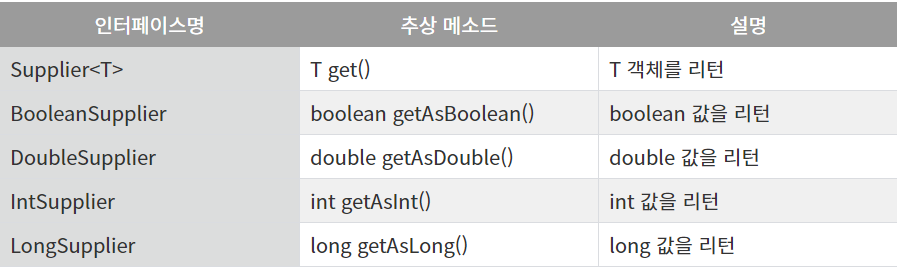 인터페이스명 추상 메소드 설명
Supplier<T> T get() T 객체를 리턴
BooleanSupplier boolean getAsBoolean() boolean 값을 리턴
DoubleSupplier double getAsDouble() double 값을 리턴
IntSupplier int getAsInt() int 값을 리턴
LongSupplier long getAsLong() long 값을 리턴